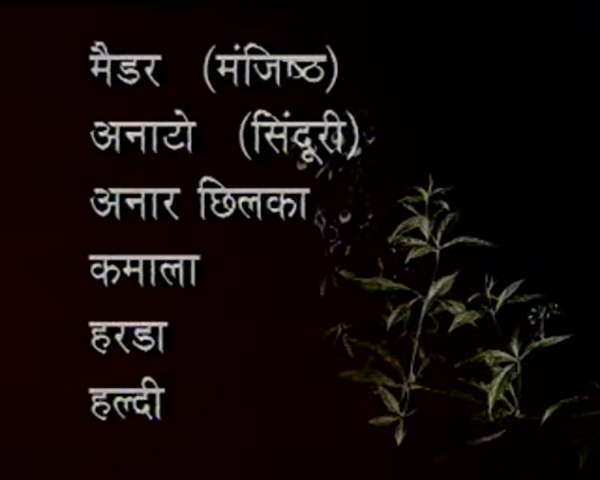 मैडर (मंजिष्ठ)
अनाटो (सिंदूरी)
अनार छिलका
कमाला
हरडा
हल्दी